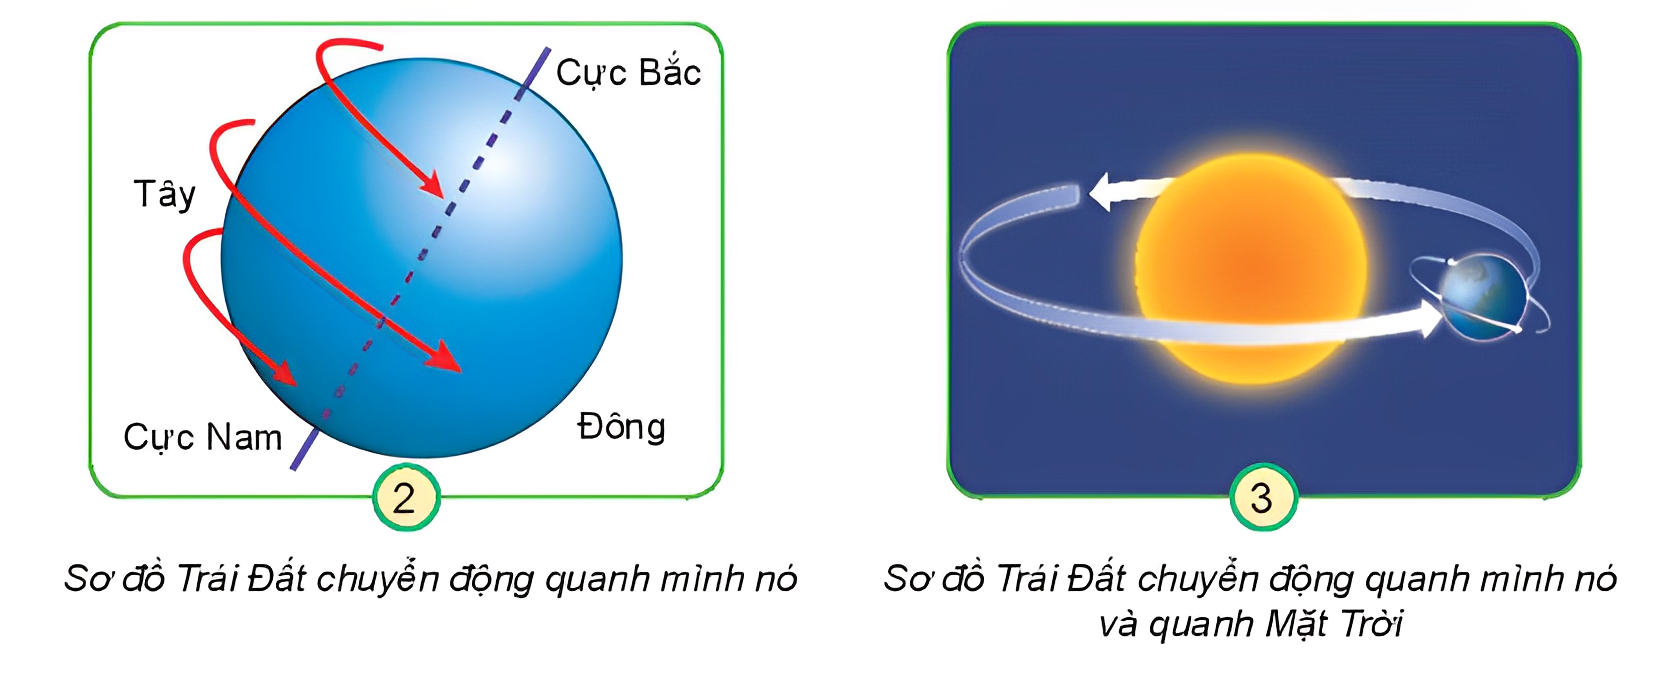 Cực Bắc
Tây
Cực Nam
Đông
2
Sơ đồ Trái Đất chuyển động quanh mình nó
3
Sơ đồ Trái Đất chuyển động quanh mình nó
và quanh Mặt Trời